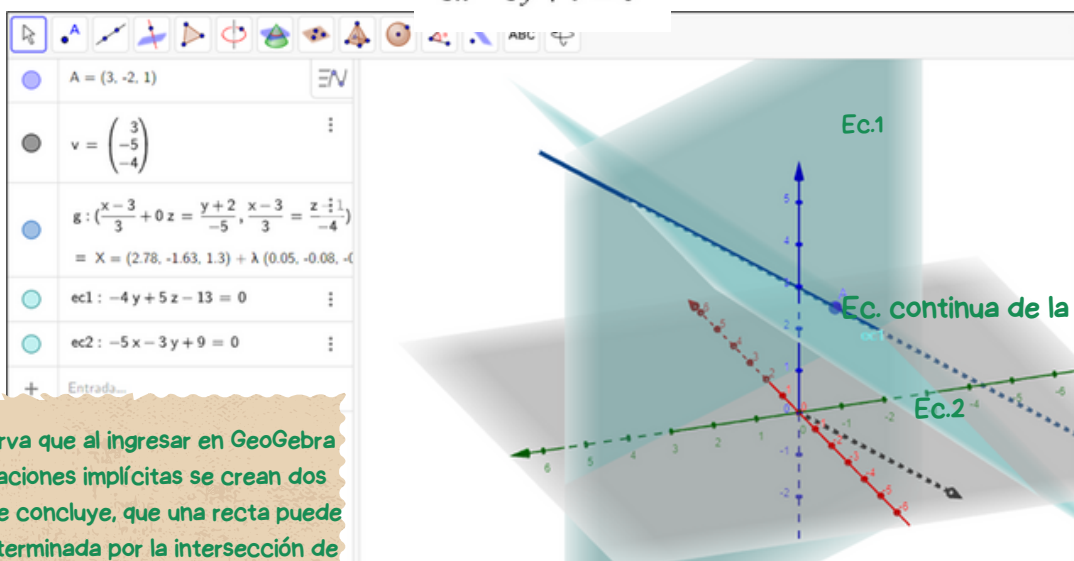 ABC
A = (3, -2, 1)
v = ( 3 -5 -4 )
g : ( x − 3 / 3 + 0 z = y + 2 / -5 , x − 3 / 3 = z 1 / -4 )
= X = (2.78, -1.63, 1.3) + λ (0.05, -0.08,
ec1 : −4 y + 5 z − 13 = 0
ec2 : −5 x − 3 y + 9 = 0
+ Entrada...
rva que al ingresar en GeoGebra
aciones implícitas se crean dos
e concluye, que una recta puede
terminada por la intersección de
Ec.1
Ec. continua de la
Ec.2